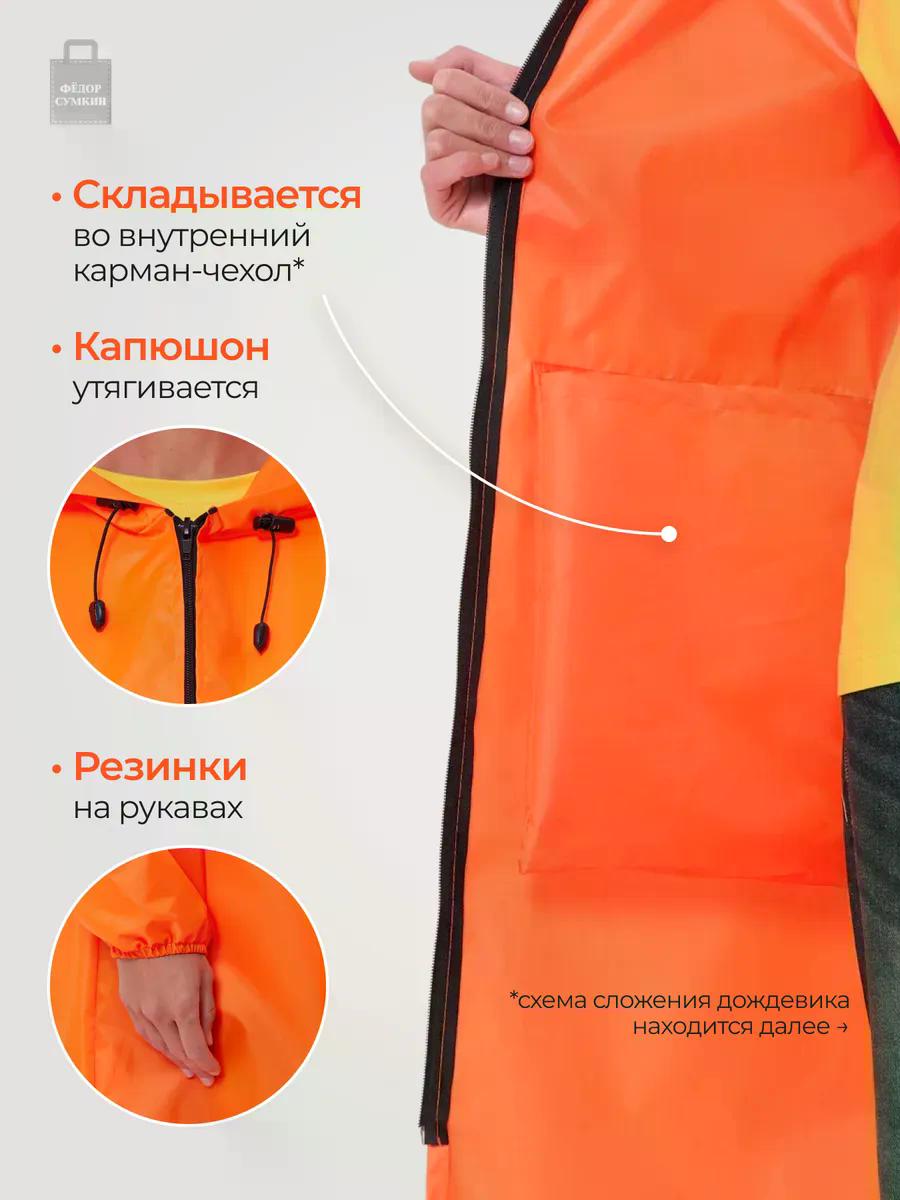 ФЁДОР
СУМКИН
• Складывается
во внутренний
карман-чехол*
• Капюшон
утягивается
• Резинки
на рукавах
*схема сложения дождевика
находится далее →